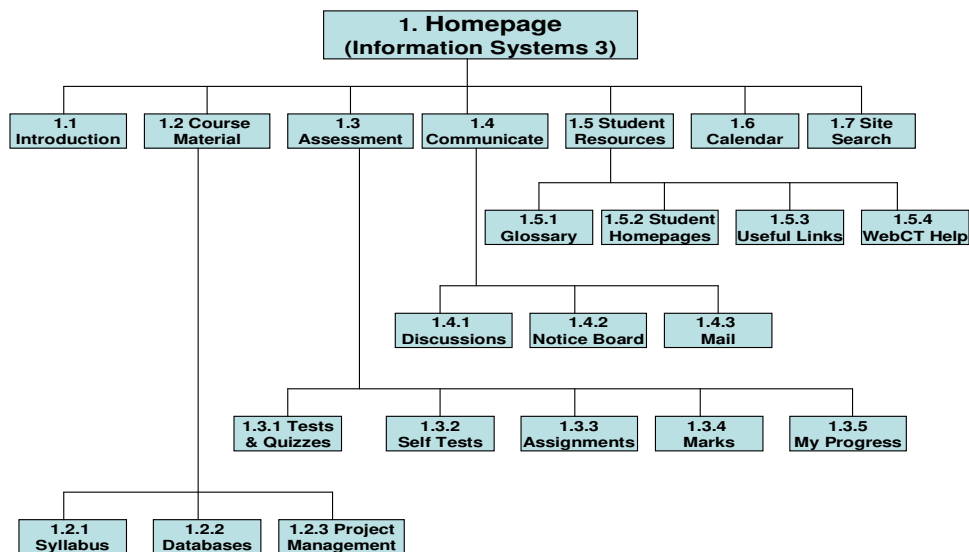 1. Homepage
(Information Systems 3)
1.1
Introduction
1.2 Course
Material
1.3
Assessment
1.4
Communicate
1.5 Student
Resources
1.6
Calendar
1.7 Site
Search
1.5.1
Glossary
1.5.2 Student
Homepages
1.5.3
Useful Links
1.5.4
WebCT Help
1.4.1
Discussions
1.4.2
Notice Board
1.4.3
Mail
1.3.1 Tests
& Quizzes
1.3.2
Self Tests
1.3.3
Assignments
1.3.4
Marks
1.3.5
My Progress
1.2.1
Syllabus
1.2.2
Databases
1.2.3 Project
Management